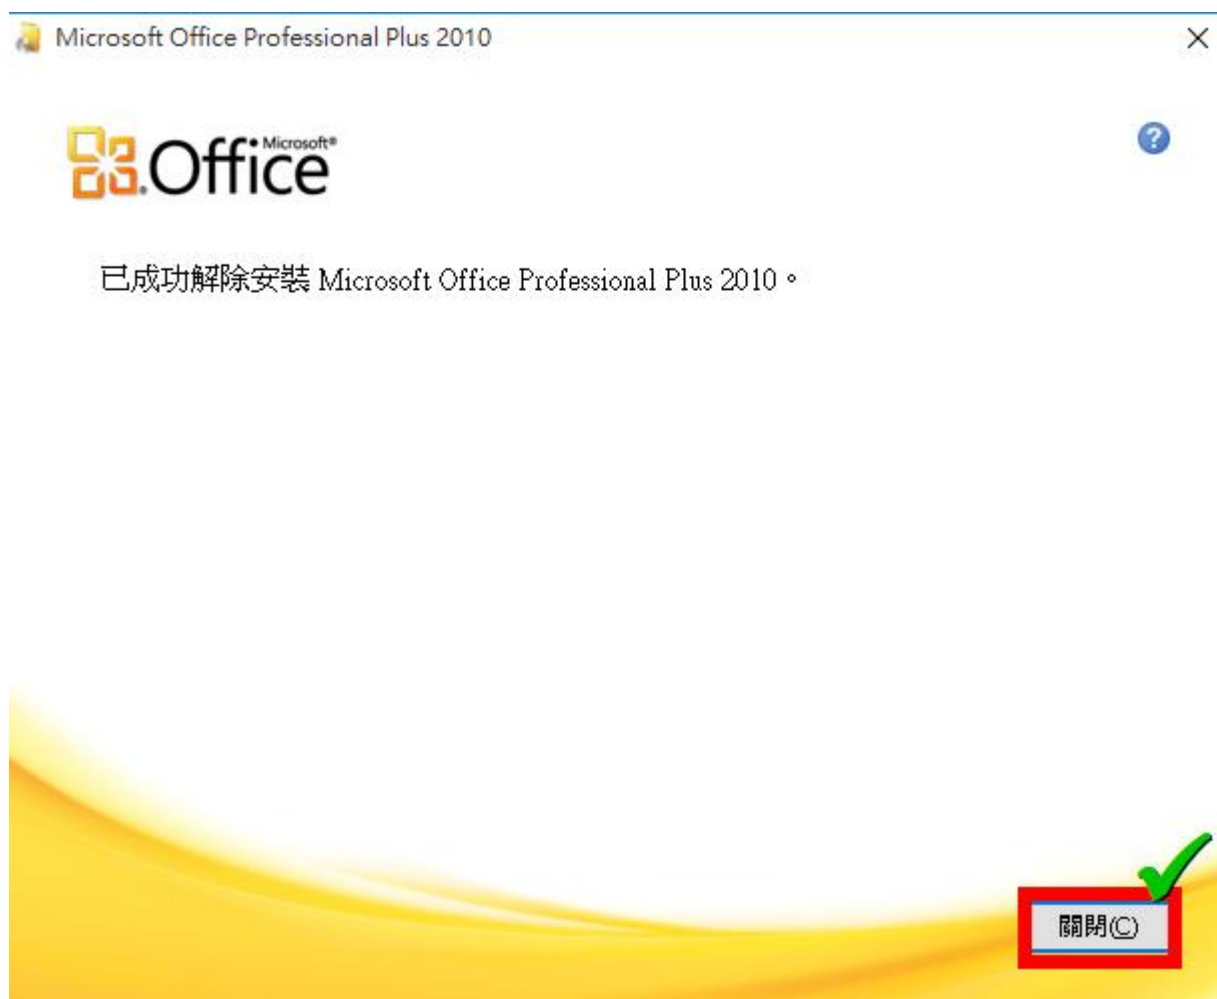 Microsoft Office Professional Plus 2010
Microsoft®
Office
已成功解除安裝 Microsoft Office Professional Plus 2010。
關閉(C)